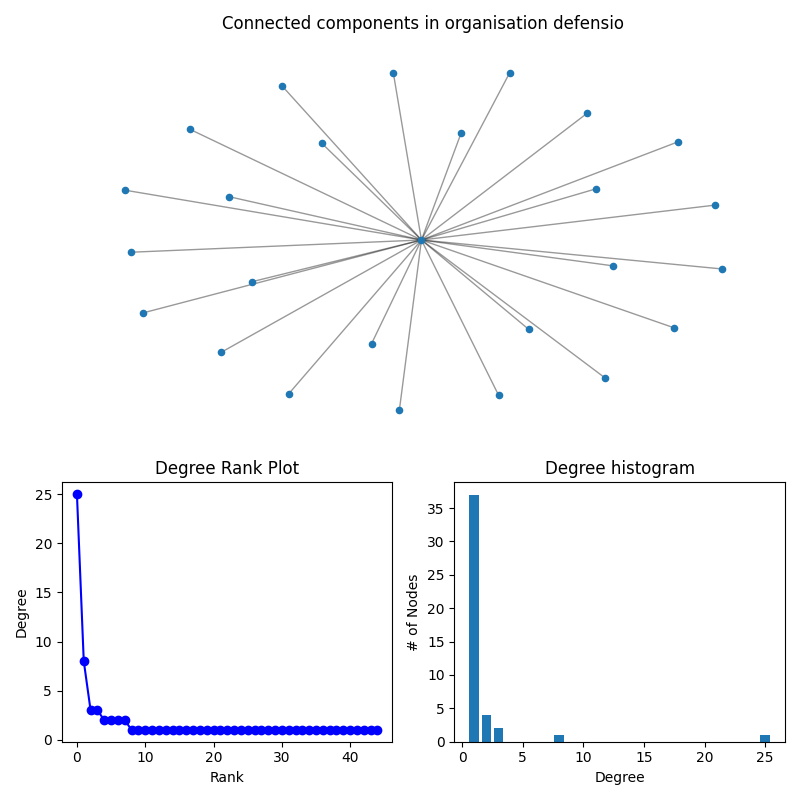 Connected components in organisation defensio
Degree Rank Plot
Degree
25
20
15
10
5
0
0 10 20 30 40
Rank
Degree histogram
# of Nodes
35
30
25
20
15
10
5
0
0 5 10 15 20 25
Degree